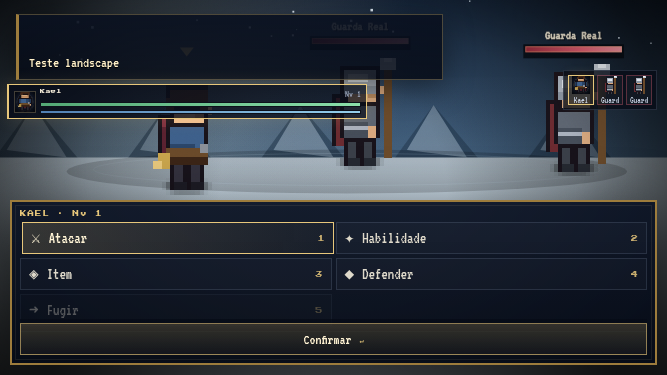 Guarda Real
Guarda Real
Teste landscape
Kael
Nv 1
Kael
Guard
Guard
KAEL · Nv 1
⚔ Atacar 1
✦ Habilidade 2
◈ Item 3
◆ Defender 4
➔ Fugir 5
Confirmar ↵